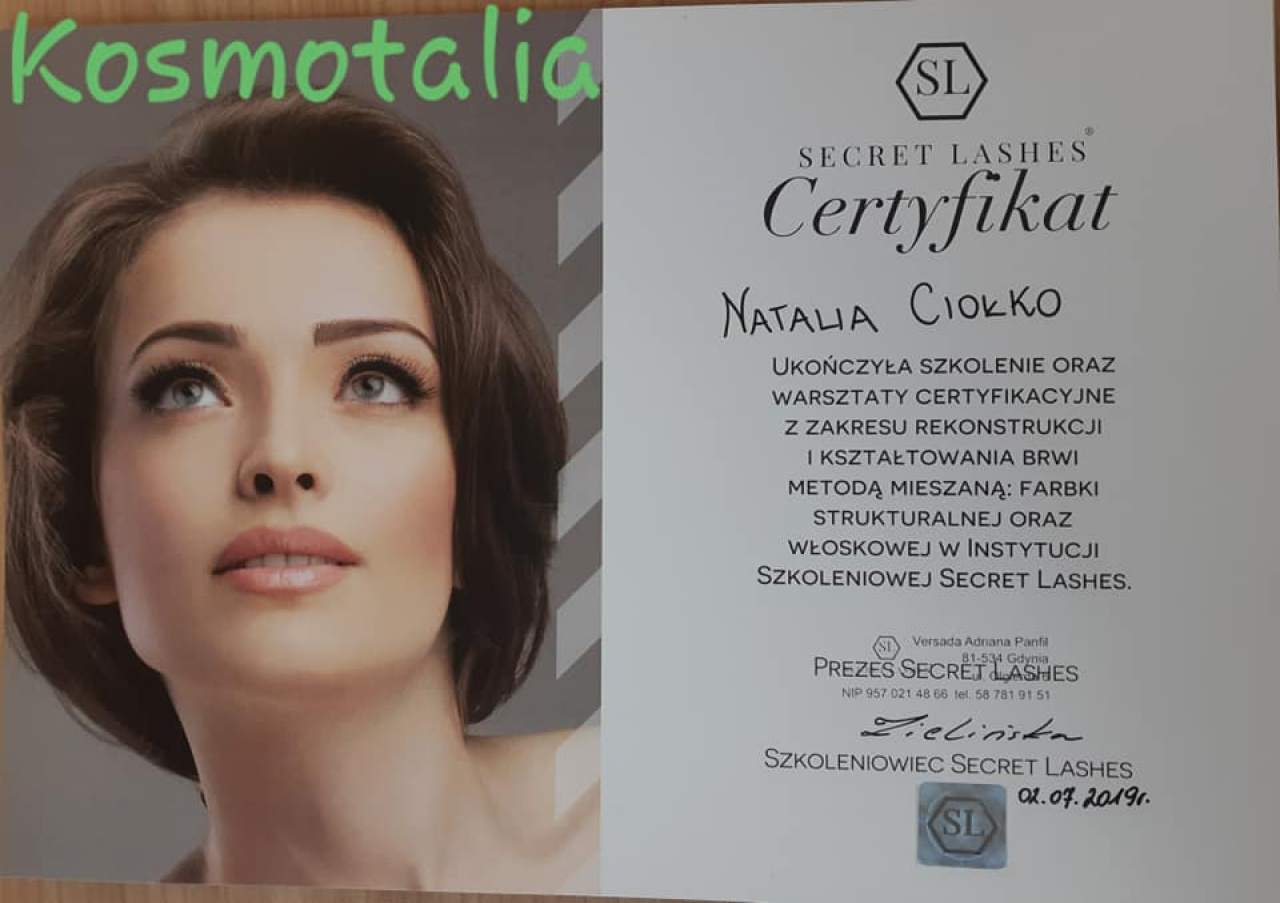 Kosmotalia
SL
SECRET LASHES®
Certyfikat
NATALIA CIOŁKO
UKOŃCZYŁA SZKOLENIE ORAZ
WARSZTATY CERTYFIKACYJNE
Z ZAKRESU REKONSTRUKCJI
I KSZTAŁTOWANIA BRWI
METODĄ MIESZANĄ: FARBKI
STRUKTURALNEJ ORAZ
WŁOSKOWEJ W INSTYTUCJI
SZKOLENIOWEJ SECRET LASHES.
SL Versada Adriana Panfil
81-534 Gdynia
PREZES SECRET LASHES
ul.
NIP 957 021 48 66 tel. 58 781 91 51
Zielińska
SZKOLENIOWIEC SECRET LASHES
02.07.2019r.
SL